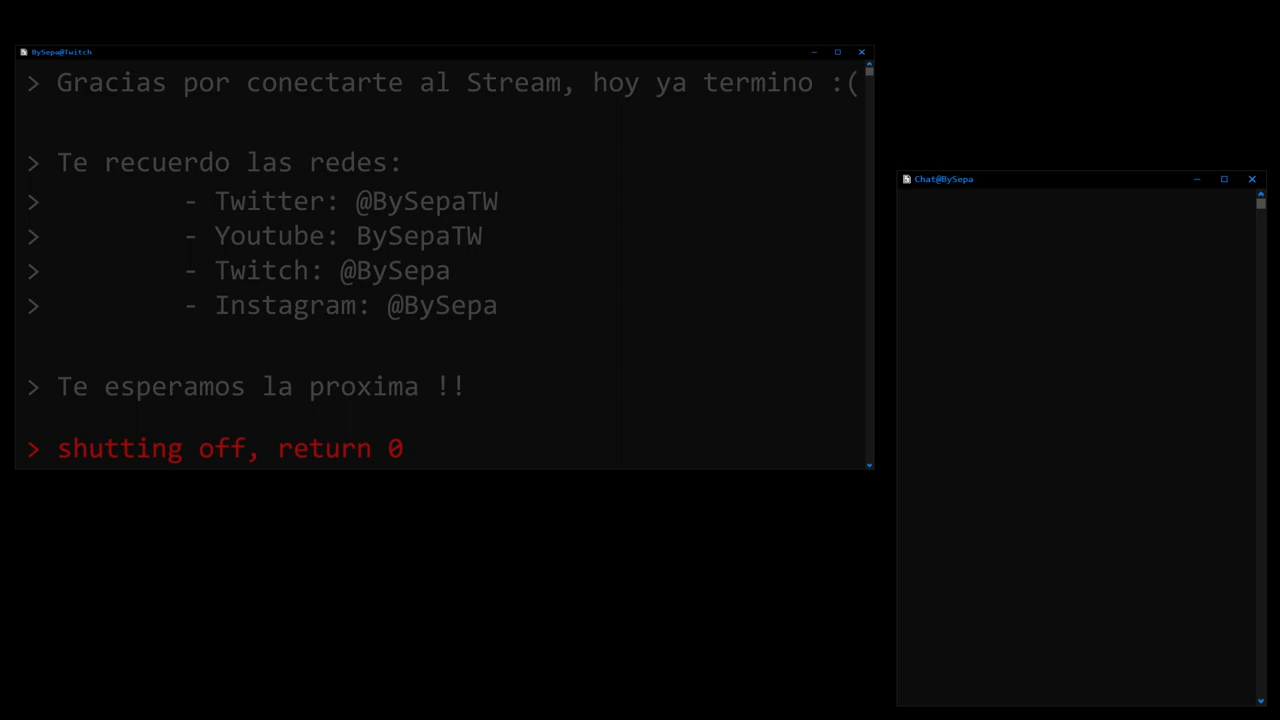 BySepa@Twitch
> Gracias por conectarte al Stream, hoy ya termino :(
> Te recuerdo las redes:
> - Twitter: @BySepaTW
> - Youtube: BySepaTW
> - Twitch: @BySepa
> - Instagram: @BySepa
> Te esperamos la proxima !!
> shutting off, return 0
Chat@BySepa